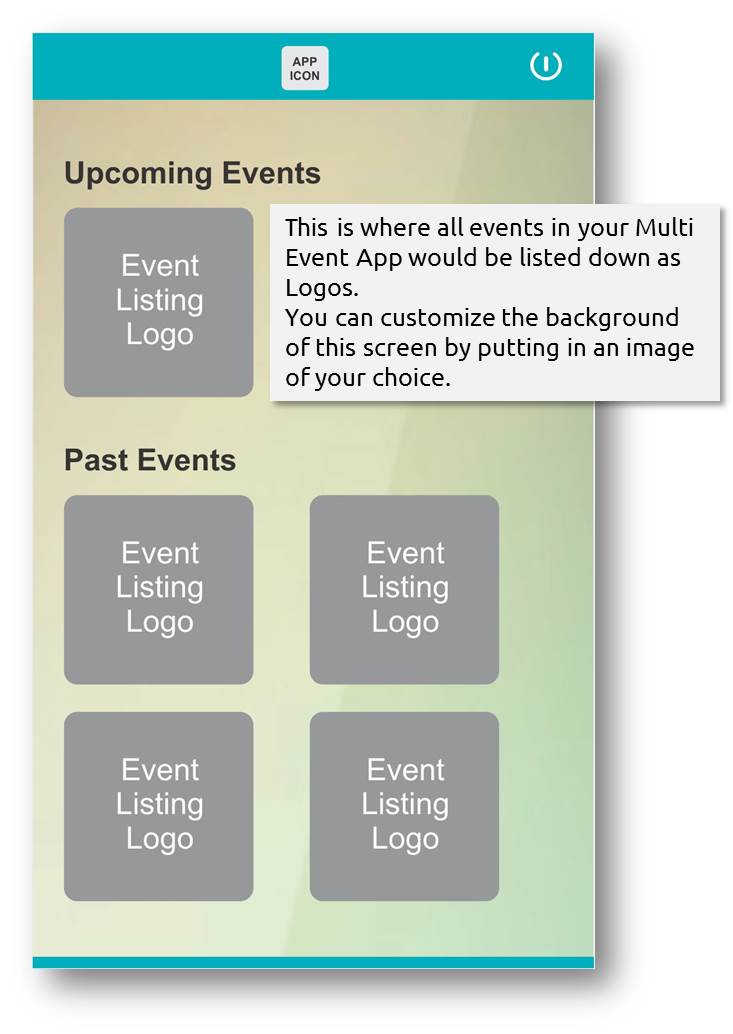 APP
ICON
Upcoming Events
Event
Listing
Logo
This is where all events in your Multi
Event App would be listed down as
Logos.
You can customize the background
of this screen by putting in an image
of your choice.
Past Events
Event
Listing
Logo
Event
Listing
Logo
Event
Listing
Logo
Event
Listing
Logo